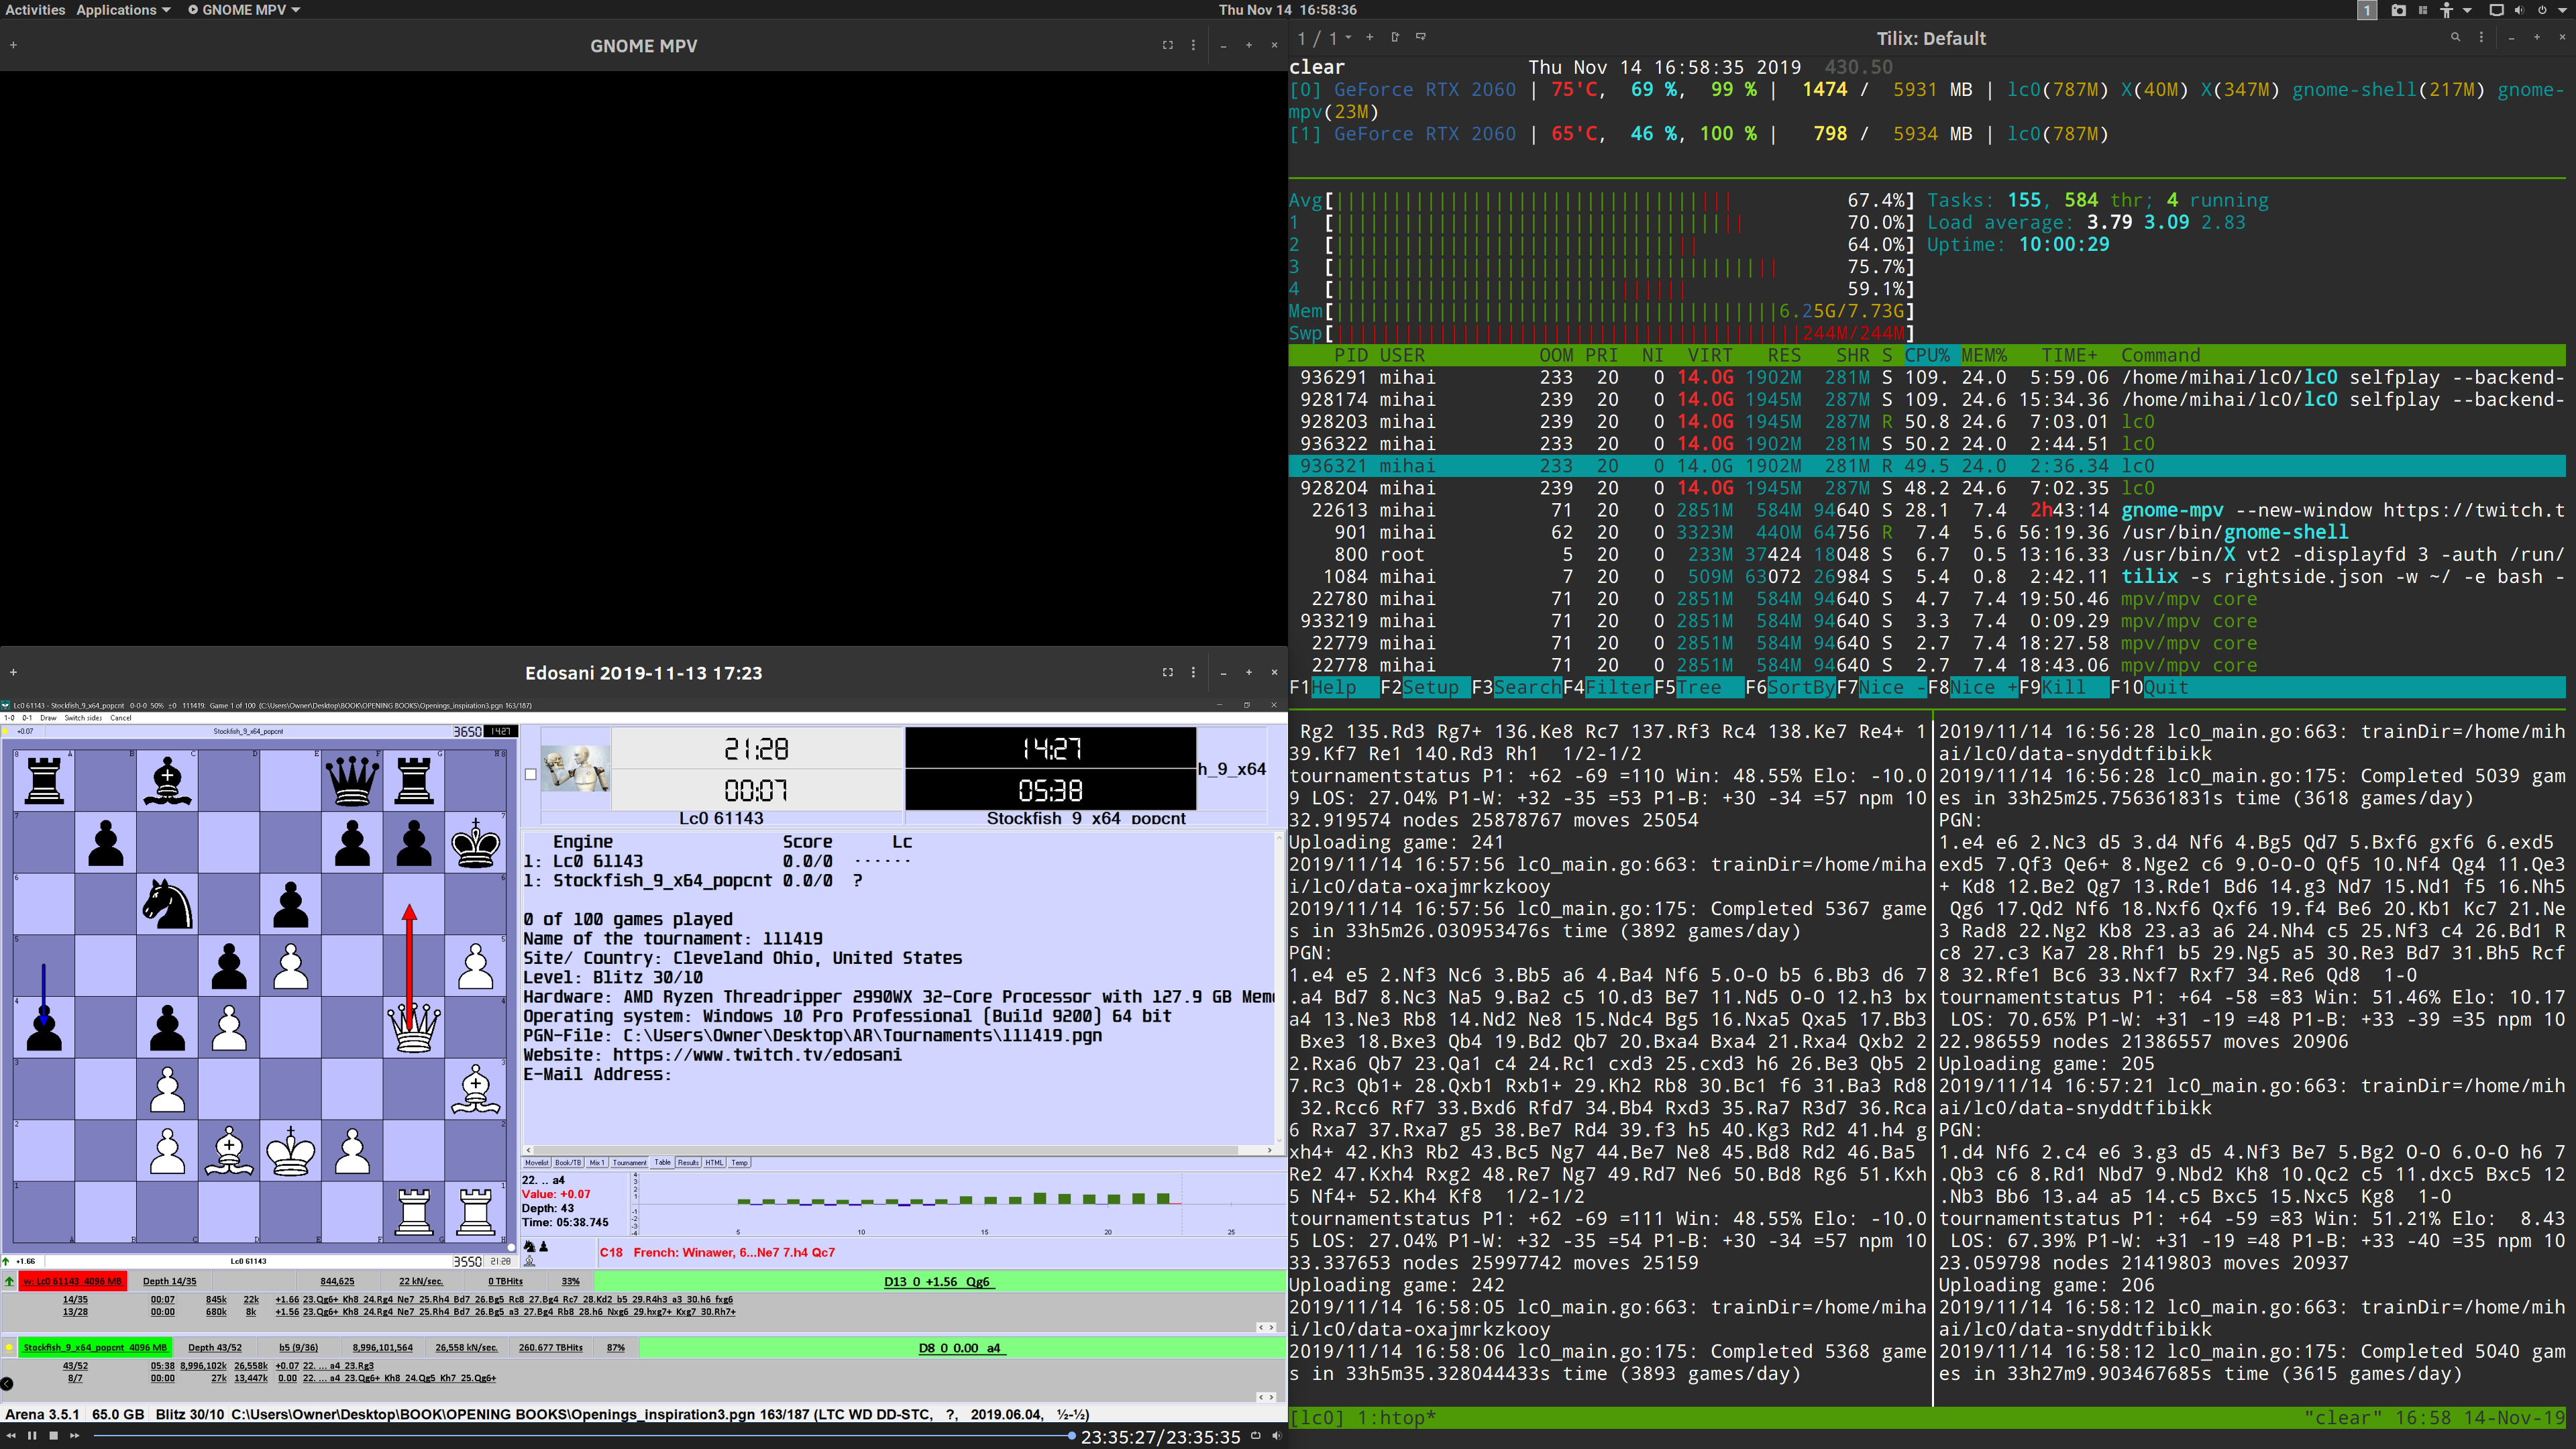 Activities Applications GNOME MPV Thu Nov 14 16:58:36 1
GNOME MPV
1 / 1 Tilix: Default
clear Thu Nov 14 16:58:35 2019 430.50
[0] GeForce RTX 2060 | 75'C, 69 %, 99 % | 1474 / 5931 MB | lc0(787M) X(40M) X(347M) gnome-shell(217M) gnome-
mpv(23M)
[1] GeForce RTX 2060 | 65'C, 46 %, 100 % | 798 / 5934 MB | lc0(787M)
Avg[ 67.4%] Tasks: 155, 584 thr; 4 running
1 [ 70.0%] Load average: 3.79 3.09 2.83
2 [ 64.0%] Uptime: 10:00:29
3 [ 75.7%]
4 [ 59.1%]
Mem[ 6.25G/7.73G]
Swp[ 244M/244M]
PID USER OOM PRI NI VIRT RES SHR S CPU% MEM% TIME+ Command
936291 mihai 233 20 0 14.0G 1902M 281M S 109. 24.0 5:59.06 /home/mihai/lc0/lc0 selfplay --backend-
928174 mihai 239 20 0 14.0G 1945M 287M S 109. 24.6 15:34.36 /home/mihai/lc0/lc0 selfplay --backend-
928203 mihai 239 20 0 14.0G 1945M 287M R 50.8 24.6 7:03.01 lc0
936322 mihai 233 20 0 14.0G 1902M 281M S 50.2 24.0 2:44.51 lc0
936321 mihai 233 20 0 14.0G 1902M 281M R 49.5 24.0 2:36.34 lc0
928204 mihai 239 20 0 14.0G 1945M 287M S 48.2 24.6 7:02.35 lc0
22613 mihai 71 20 0 2851M 584M 94640 S 28.1 7.4 2h43:14 gnome-mpv --new-window https://twitch.t
901 mihai 62 20 0 3323M 440M 64756 R 7.4 5.6 56:19.36 /usr/bin/gnome-shell
800 root 5 20 0 233M 37424 18048 S 6.7 0.5 13:16.33 /usr/bin/X vt2 -displayfd 3 -auth /run/
1084 mihai 7 20 0 509M 63072 26984 S 5.4 0.8 2:42.11 tilix -s rightside.json -w ~/ -e bash -
22780 mihai 71 20 0 2851M 584M 94640 S 4.7 7.4 19:50.46 mpv/mpv core
933219 mihai 71 20 0 2851M 584M 94640 S 3.3 7.4 0:09.29 mpv/mpv core
22779 mihai 71 20 0 2851M 584M 94640 S 2.7 7.4 18:27.58 mpv/mpv core
22778 mihai 71 20 0 2851M 584M 94640 S 2.7 7.4 18:43.06 mpv/mpv core
F1Help F2Setup F3SearchF4FilterF5Tree F6SortByF7Nice -F8Nice +F9Kill F10Quit
Rg2 135.Rd3 Rg7+ 136.Ke8 Rc7 137.Rf3 Rc4 138.Ke7 Re4+ 1
39.Kf7 Re1 140.Rd3 Rh1 1/2-1/2
tournamentstatus P1: +62 -69 =110 Win: 48.55% Elo: -10.0
9 LOS: 27.04% P1-W: +32 -35 =53 P1-B: +30 -34 =57 npm 10
32.919574 nodes 25878767 moves 25054
Uploading game: 241
2019/11/14 16:57:56 lc0_main.go:663: trainDir=/home/miha
i/lc0/data-oxajmrkzkooy
2019/11/14 16:57:56 lc0_main.go:175: Completed 5367 game
s in 33h5m26.030953476s time (3892 games/day)
PGN:
1.e4 e5 2.Nf3 Nc6 3.Bb5 a6 4.Ba4 Nf6 5.O-O b5 6.Bb3 d6 7
.a4 Bd7 8.Nc3 Na5 9.Ba2 c5 10.d3 Be7 11.Nd5 O-O 12.h3 bx
a4 13.Ne3 Rb8 14.Nd2 Ne8 15.Ndc4 Bg5 16.Nxa5 Qxa5 17.Bb3
Bxe3 18.Bxe3 Qb4 19.Bd2 Qb7 20.Bxa4 Bxa4 21.Rxa4 Qxb2 2
2.Rxa6 Qb7 23.Qa1 c4 24.Rc1 cxd3 25.cxd3 h6 26.Be3 Qb5 2
7.Rc3 Qb1+ 28.Qxb1 Rxb1+ 29.Kh2 Rb8 30.Bc1 f6 31.Ba3 Rd8
32.Rcc6 Rf7 33.Bxd6 Rfd7 34.Bb4 Rxd3 35.Ra7 R3d7 36.Rca
6 Rxa7 37.Rxa7 g5 38.Be7 Rd4 39.f3 h5 40.Kg3 Rd2 41.h4 g
xh4+ 42.Kh3 Rb2 43.Bc5 Ng7 44.Be7 Ne8 45.Bd8 Rd2 46.Ba5
Re2 47.Kxh4 Rxg2 48.Re7 Ng7 49.Rd7 Ne6 50.Bd8 Rg6 51.Kxh
5 Nf4+ 52.Kh4 Kf8 1/2-1/2
tournamentstatus P1: +62 -69 =111 Win: 48.55% Elo: -10.0
5 LOS: 27.04% P1-W: +32 -35 =54 P1-B: +30 -34 =57 npm 10
33.337653 nodes 25997742 moves 25159
Uploading game: 242
2019/11/14 16:58:05 lc0_main.go:663: trainDir=/home/miha
i/lc0/data-oxajmrkzkooy
2019/11/14 16:58:06 lc0_main.go:175: Completed 5368 game
s in 33h5m35.328044433s time (3893 games/day)
2019/11/14 16:56:28 lc0_main.go:663: trainDir=/home/mih
ai/lc0/data-snyddtfibikk
2019/11/14 16:56:28 lc0_main.go:175: Completed 5039 gam
es in 33h25m25.756361831s time (3618 games/day)
PGN:
1.e4 e6 2.Nc3 d5 3.d4 Nf6 4.Bg5 Qd7 5.Bxf6 gxf6 6.exd5
exd5 7.Qf3 Qe6+ 8.Nge2 c6 9.O-O-O Qf5 10.Nf4 Qg4 11.Qe3
+ Kd8 12.Be2 Qg7 13.Rde1 Bd6 14.g3 Nd7 15.Nd1 f5 16.Nh5
Qg6 17.Qd2 Nf6 18.Nxf6 Qxf6 19.f4 Be6 20.Kb1 Kc7 21.Ne
3 Rad8 22.Ng2 Kb8 23.a3 a6 24.Nh4 c5 25.Nf3 c4 26.Bd1 R
c8 27.c3 Ka7 28.Rhf1 b5 29.Ng5 a5 30.Re3 Bd7 31.Bh5 Rcf
8 32.Rfe1 Bc6 33.Nxf7 Rxf7 34.Re6 Qd8 1-0
tournamentstatus P1: +64 -58 =83 Win: 51.46% Elo: 10.17
LOS: 70.65% P1-W: +31 -19 =48 P1-B: +33 -39 =35 npm 10
22.986559 nodes 21386557 moves 20906
Uploading game: 205
2019/11/14 16:57:21 lc0_main.go:663: trainDir=/home/mih
ai/lc0/data-snyddtfibikk
PGN:
1.d4 Nf6 2.c4 e6 3.g3 d5 4.Nf3 Be7 5.Bg2 O-O 6.O-O h6 7
.Qb3 c6 8.Rd1 Nbd7 9.Nbd2 Kh8 10.Qc2 c5 11.dxc5 Bxc5 12
.Nb3 Bb6 13.a4 a5 14.c5 Bxc5 15.Nxc5 Kg8 1-0
tournamentstatus P1: +64 -59 =83 Win: 51.21% Elo: 8.43
LOS: 67.39% P1-W: +31 -19 =48 P1-B: +33 -40 =35 npm 10
23.059798 nodes 21419803 moves 20937
Uploading game: 206
2019/11/14 16:58:12 lc0_main.go:663: trainDir=/home/mih
ai/lc0/data-snyddtfibikk
2019/11/14 16:58:12 lc0_main.go:175: Completed 5040 gam
es in 33h27m9.903467685s time (3615 games/day)
[lc0] 1:htop* "clear" 16:58 14-Nov-19
Edosani 2019-11-13 17:23
Lc0 61143 - Stockfish_9_x64_popcnt 0-0-0 50% ±0 111419: Game 1 of 100 (C:\Users\Owner\Desktop\BOOK\OPENING BOOKS\Openings_inspiration3.pgn 163/187)
1-0 0-1 Draw Switch sides Cancel
+0.07 Stockfish_9_x64_popcnt 3650 14:27
21:28 14:27 h_9_x64
00:07 05:38
Lc0 61143 Stockfish 9 x64 popcnt
Engine Score Lc
1: Lc0 61143 0.0/0 ······
1: Stockfish_9_x64_popcnt 0.0/0 ?
0 of 100 games played
Name of the tournament: 111419
Site/ Country: Cleveland Ohio, United States
Level: Blitz 30/10
Hardware: AMD Ryzen Threadripper 2990WX 32-Core Processor with 127.9 GB Mem
Operating system: Windows 10 Pro Professional (Build 9200) 64 bit
PGN-File: C:\Users\Owner\Desktop\AR\Tournaments\111419.pgn
Website: https://www.twitch.tv/edosani
E-Mail Address:
Movelist Book/TB Mix 1 Tournament Table Results HTML Temp
22. .. a4
Value: +0.07
Depth: 43
Time: 05:38.745
5 10 15 20 25
C18 French: Winawer, 6...Ne7 7.h4 Qc7
+1.66 Lc0 61143 3550 21:28
w: Lc0 61143 4096 MB Depth 14/35 844,625 22 kN/sec. 0 TBHits 33% D13 0 +1.56 Qg6
14/35 00:07 845k 22k +1.66 23.Qg6+ Kh8 24.Rg4 Ne7 25.Rh4 Bd7 26.Bg5 Rc8 27.Bg4 Rc7 28.Kd2 b5 29.R4h3 a3 30.h6 fxg6
13/28 00:00 680k 8k +1.56 23.Qg6+ Kh8 24.Rg4 Ne7 25.Rh4 Bd7 26.Bg5 a3 27.Bg4 Rb8 28.h6 Nxg6 29.hxg7+ Kxg7 30.Rh7+
Stockfish_9_x64_popcnt 4096 MB Depth 43/52 b5 (9/36) 8,996,101,564 26,558 kN/sec. 260.677 TBHits 87% D8 0 0.00 a4
43/52 05:38 8,996,102k 26,558k +0.07 22. ... a4 23.Rg3
8/7 00:00 27k 13,447k 0.00 22. ... a4 23.Qg6+ Kh8 24.Qg5 Kh7 25.Qg6+
Arena 3.5.1 65.0 GB Blitz 30/10 C:\Users\Owner\Desktop\BOOK\OPENING BOOKS\Openings_inspiration3.pgn 163/187 (LTC WD DD-STC, ?, 2019.06.04, ½-½)
23:35:27/23:35:35